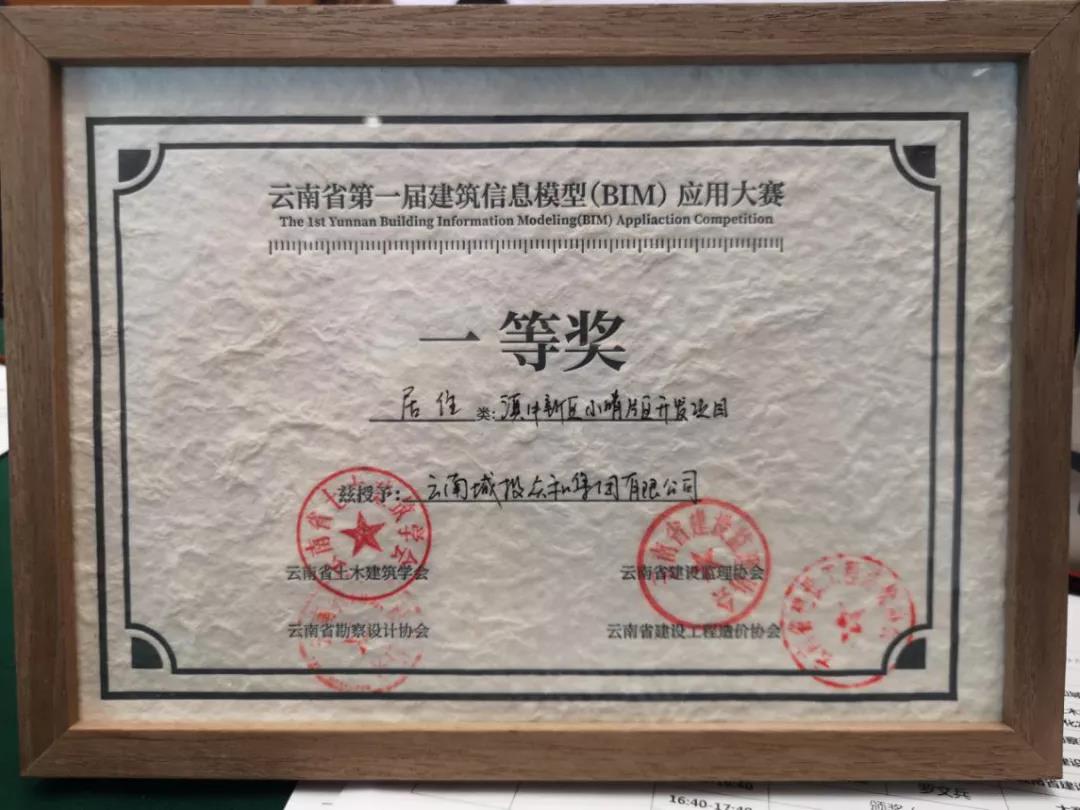 云南省第一届建筑信息模型(BIM) 应用大赛
The 1st Yunnan Building Information Modeling(BIM) Appliaction Competition
一等奖
居住 类: 滇中新区小哨片区开发项目
兹授予: 云南城投众和集团有限公司
云南省土木建筑学会
云南省建设监理协会
云南省勘察设计协会
云南省建设工程造价协会
16:40-17:40